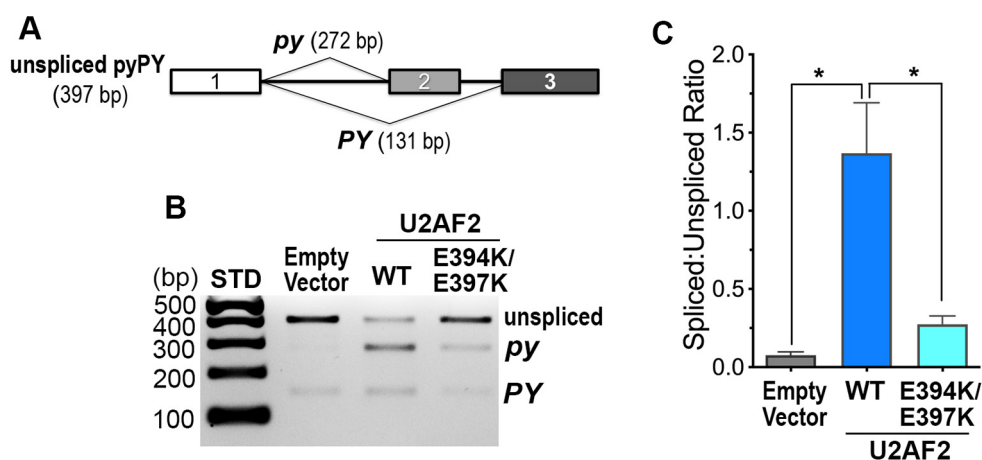 A
unspliced pyPY
(397 bp)
py (272 bp)
1
2
3
PY (131 bp)
B
U2AF2
Empty
Vector
WT
E394K/
E397K
(bp)
STD
500
400
300
200
100
unspliced
py
PY
C
Spliced:Unspliced Ratio
2.0
1.5
1.0
0.5
0.0
*
*
Empty
Vector
WT
E394K/
E397K
U2AF2